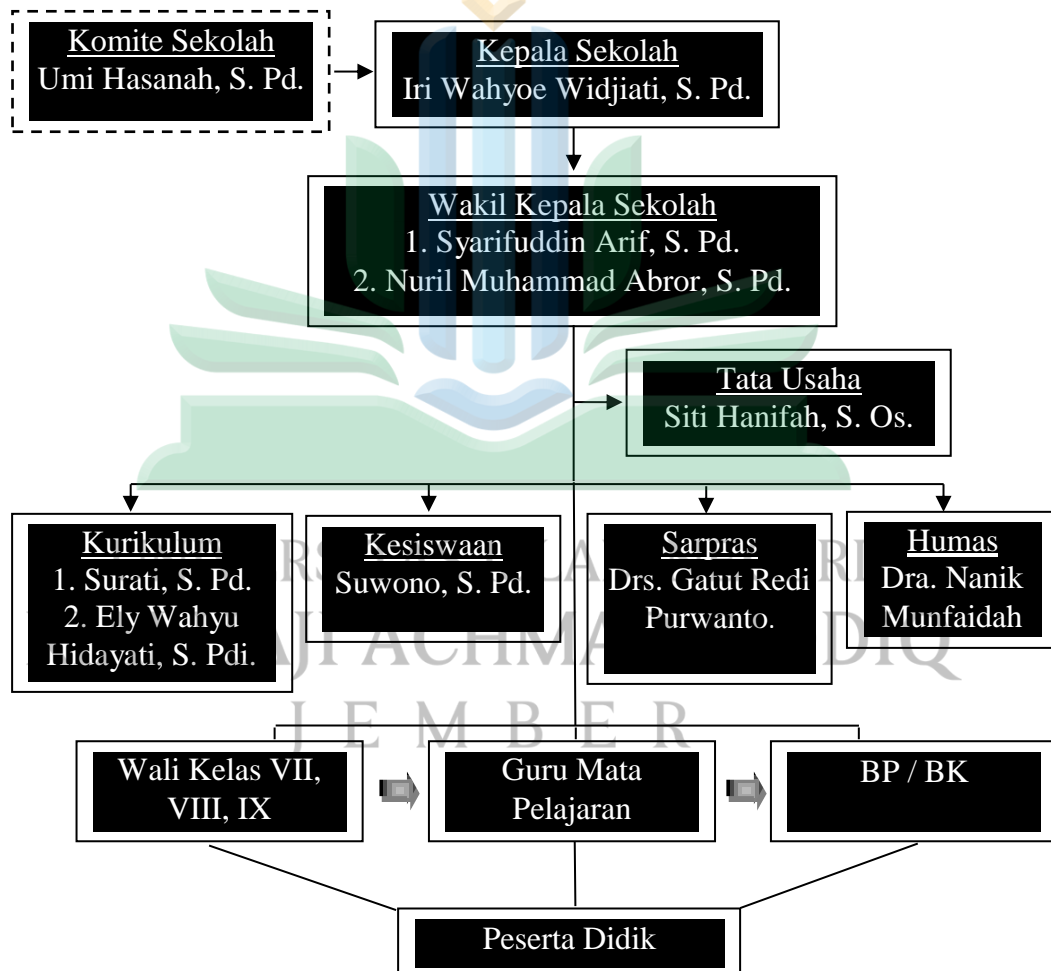 Komite Sekolah
Umi Hasanah, S. Pd.
Kepala Sekolah
Iri Wahyoe Widjiati, S. Pd.
Wakil Kepala Sekolah
1. Syarifuddin Arif, S. Pd.
2. Nuril Muhammad Abror, S. Pd.
Tata Usaha
Siti Hanifah, S. Os.
Kurikulum
1. Surati, S. Pd.
2. Ely Wahyu
Hidayati, S. Pdi.
Kesiswaan
Suwono, S. Pd.
Sarpras
Drs. Gatut Redi
Purwanto.
Humas
Dra. Nanik
Munfaidah
JEMBER
Wali Kelas VII,
VIII, IX
Guru Mata
Pelajaran
BP / BK
Peserta Didik